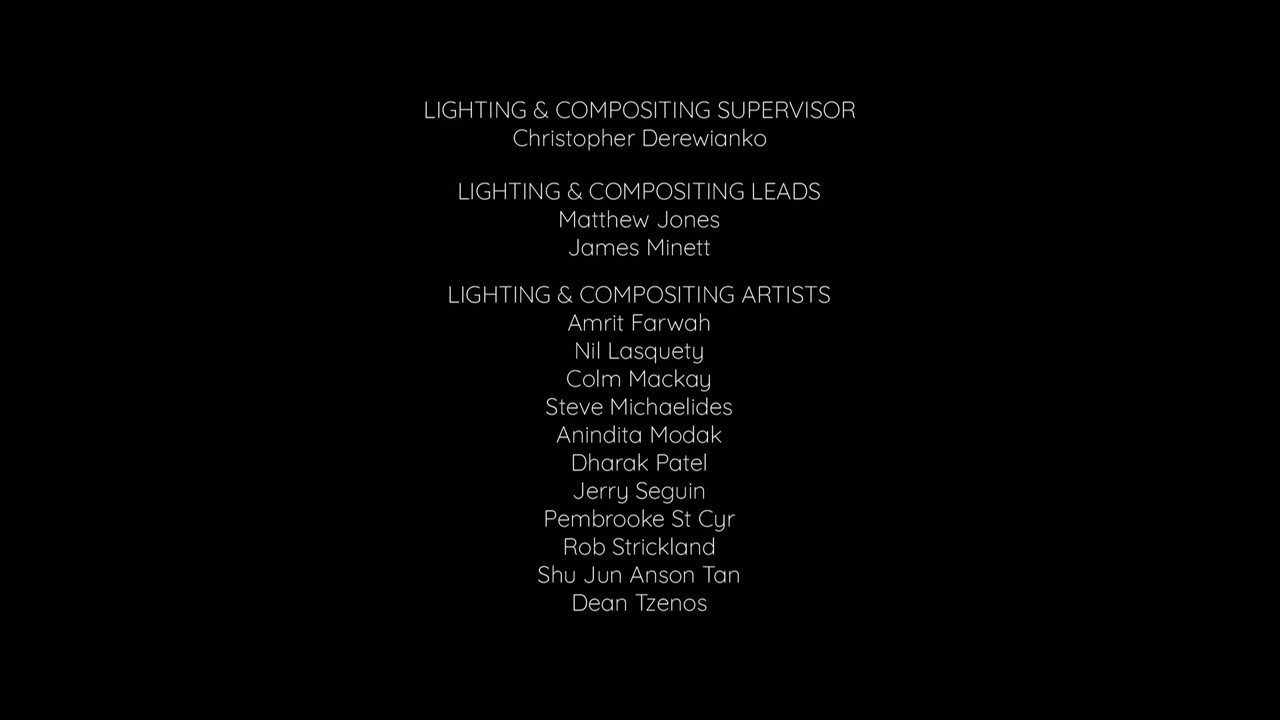 LIGHTING & COMPOSITING SUPERVISOR
Christopher Derewianko
LIGHTING & COMPOSITING LEADS
Matthew Jones
James Minett
LIGHTING & COMPOSITING ARTISTS
Amrit Farwah
Nil Lasquety
Colm Mackay
Steve Michaelides
Anindita Modak
Dharak Patel
Jerry Seguin
Pembrooke St Cyr
Rob Strickland
Shu Jun Anson Tan
Dean Tzenos